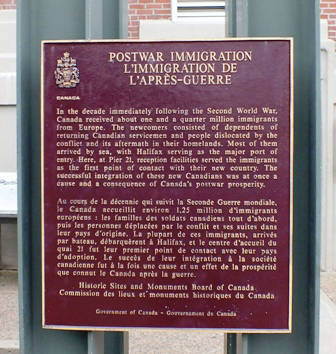 POSTWAR IMMIGRATION
L'IMMIGRATION DE
L'APRÈS-GUERRE
CANADA
In the decade immediately following the Second World War,
Canada received about one and a quarter million immigrants
from Europe. The newcomers consisted of dependents of
returning Canadian servicemen and people dislocated by the
conflict and its aftermath in their homelands. Most of them
arrived by sea, with Halifax serving as the major port of
entry. Here, at Pier 21, reception facilities served the immigrants
as the first point of contact with their new country. The
successful integration of these new Canadians was at once a
cause and a consequence of Canada's postwar prosperity.
Au cours de la décennie qui suivit la Seconde Guerre mondiale,
le Canada accueillit environ 1,25 million d'immigrants
européens : les familles des soldats canadiens tout d'abord,
puis les personnes déplacées par le conflit et ses suites dans
leur pays d'origine. La plupart de ces immigrants, arrivés
par bateau, débarquèrent à Halifax, et le centre d'accueil du
quai 21 fut leur premier point de contact avec leur pays
d'adoption. Le succès de leur intégration à la société
canadienne fut à la fois une cause et un effet de la prospérité
que connut le Canada après la guerre.
Historic Sites and Monuments Board of Canada
Commission des lieux et monuments historiques du Canada
Government of Canada - Gouvernement du Canada